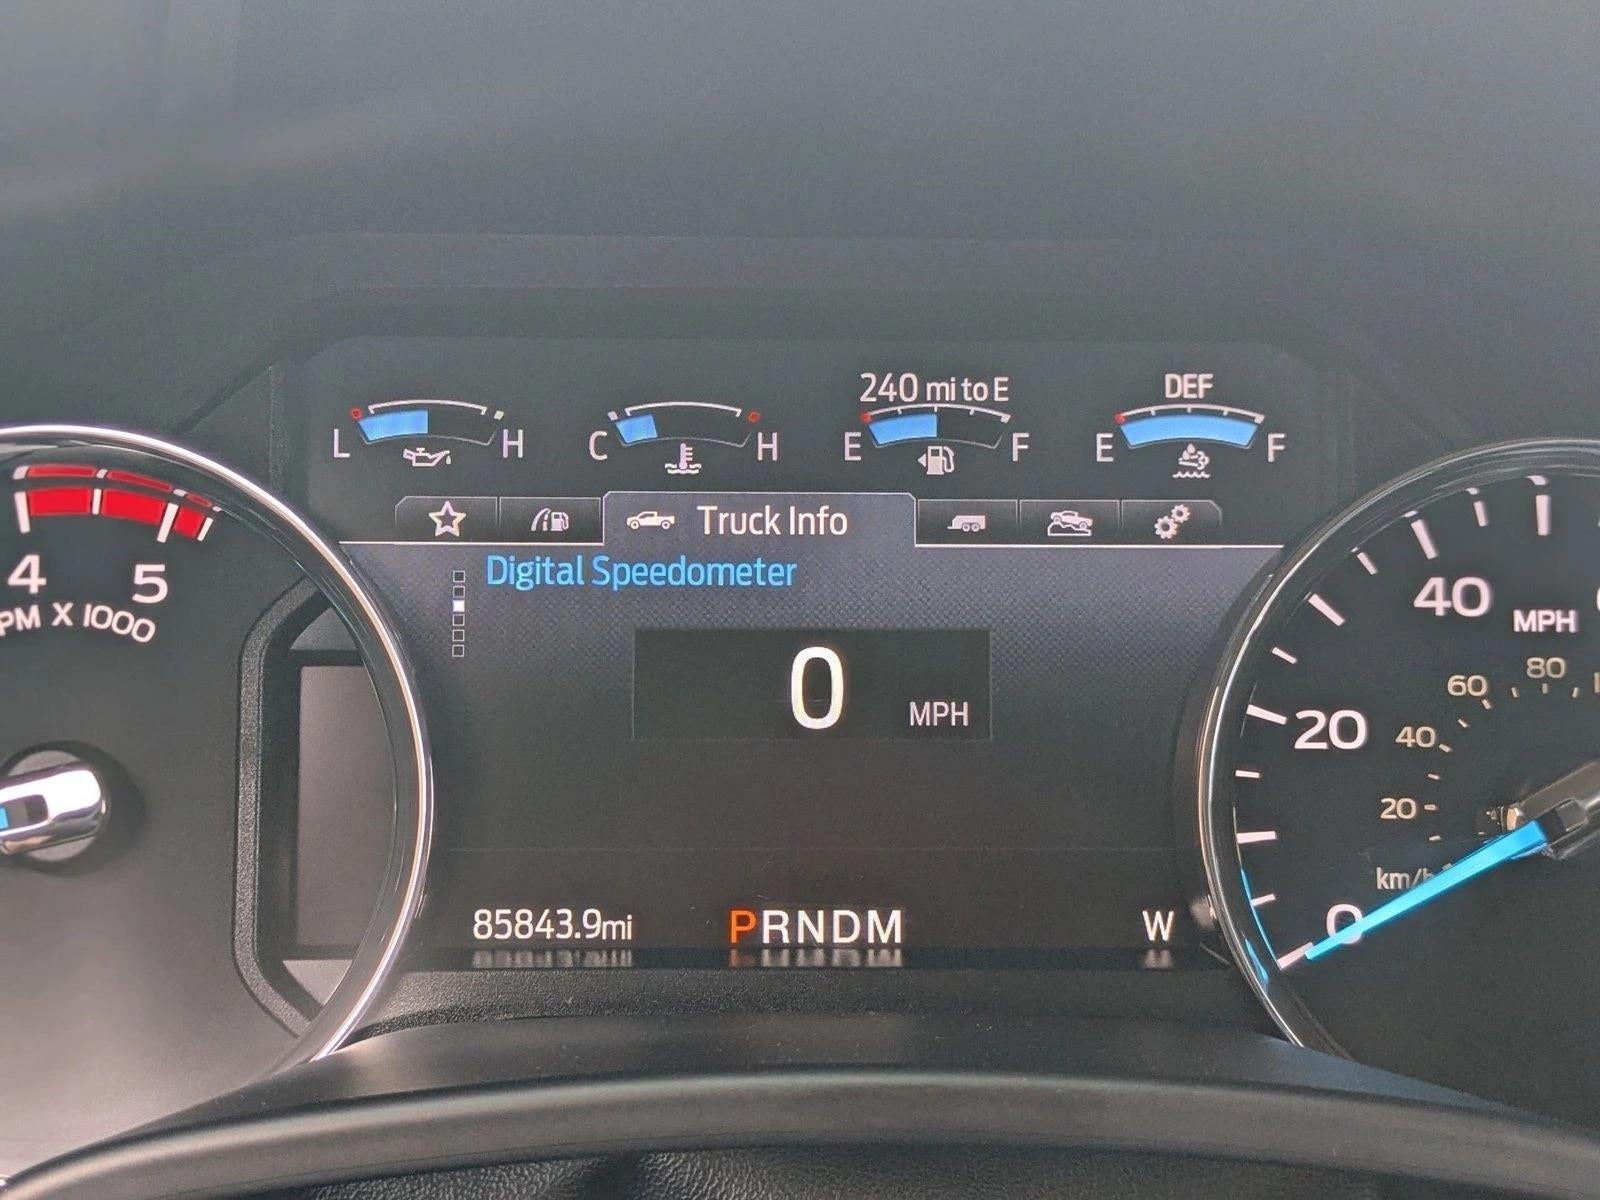 240 mi to E
DEF
L H
C H
E F
E F
Truck Info
Digital Speedometer
0 MPH
4 5
X 1000
40
MPH
20
80
60
40
20
km/h
0
85843.9mi
PRNDM
W